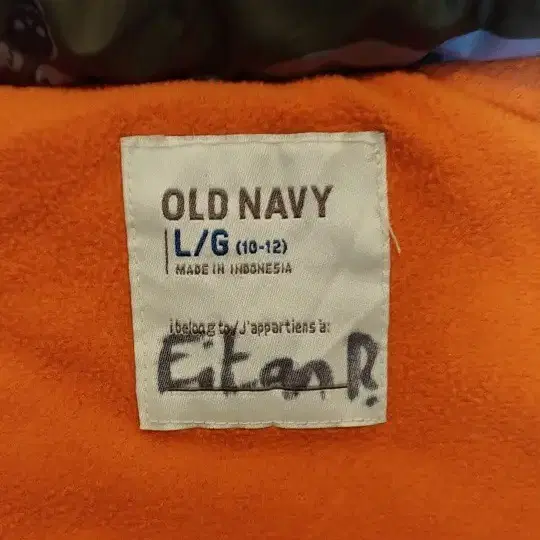 OLD NAVY
L/G (10-12)
MADE IN INDONESIA
i belong to/J'appartiens à:
Eitan R.